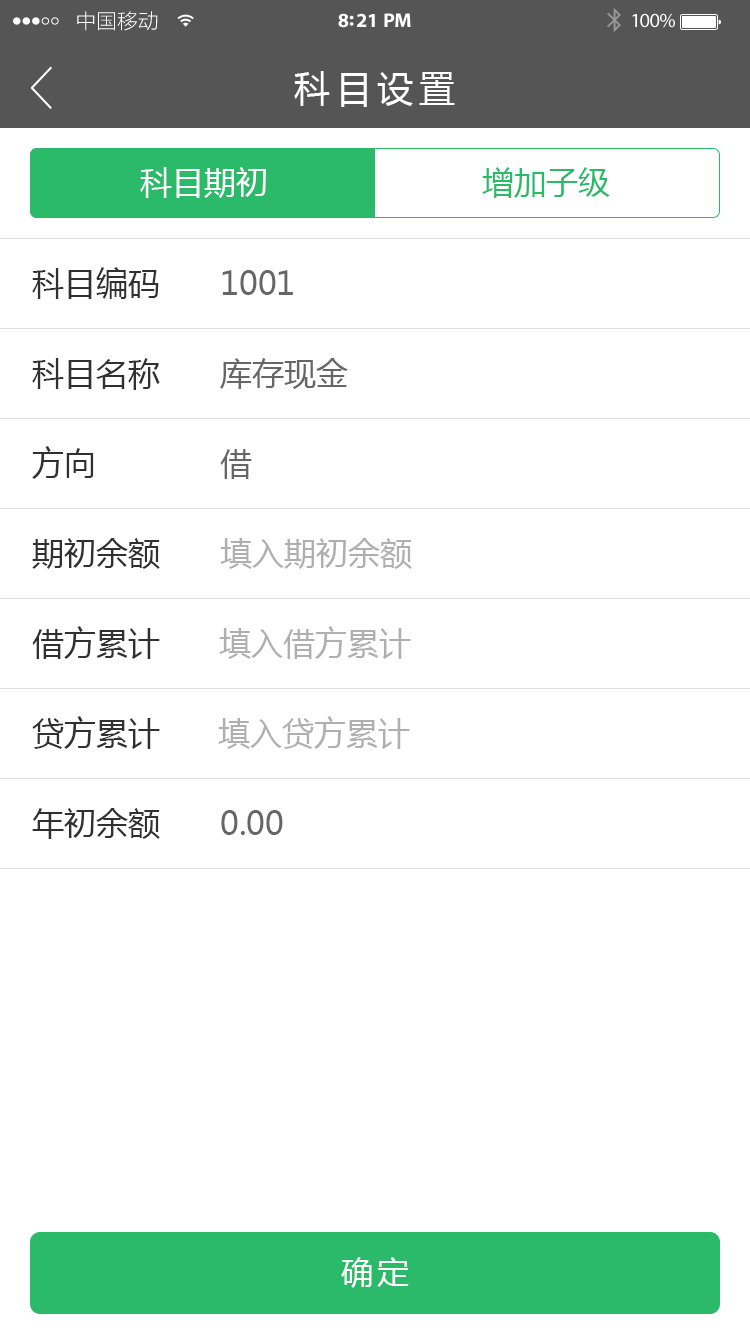 中国移动 8:21 PM 100%
科目设置
科目期初 增加子级
科目编码 1001
科目名称 库存现金
方向 借
期初余额 填入期初余额
借方累计 填入借方累计
贷方累计 填入贷方累计
年初余额 0.00
确定